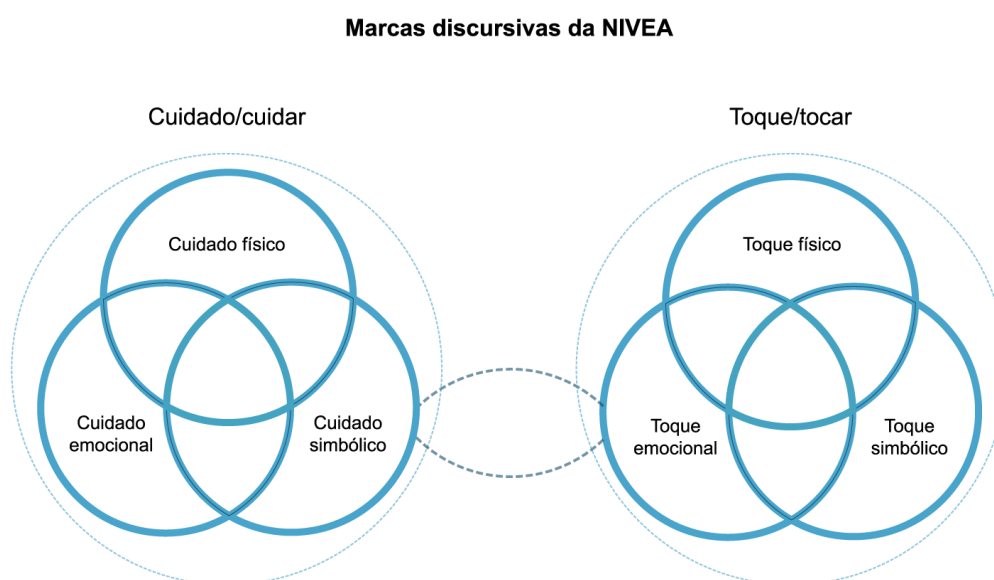 Marcas discursivas da NIVEA
Cuidado/cuidar
Toque/tocar
Cuidado físico
Toque físico
Cuidado
emocional
Cuidado
simbólico
Toque
emocional
Toque
simbólico